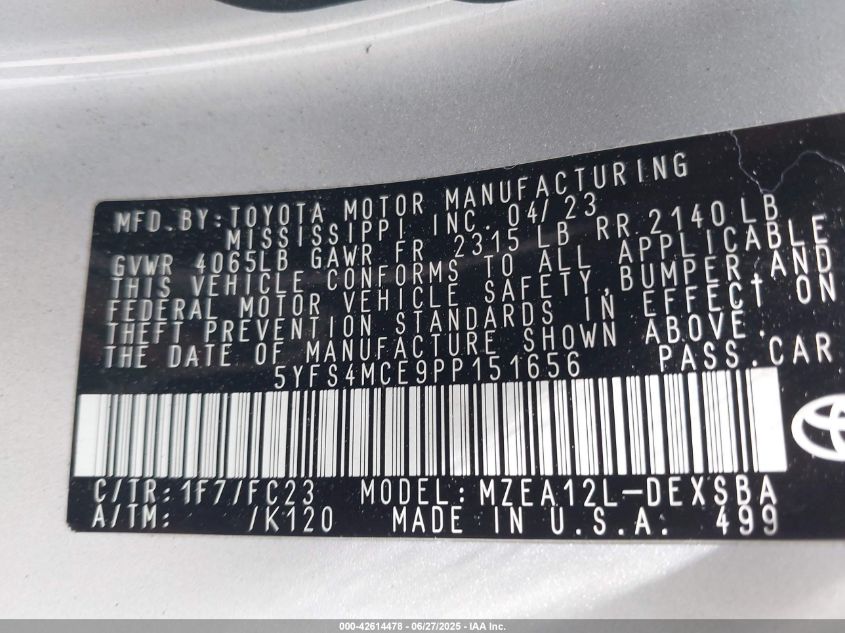 MFD. BY: TOYOTA MOTOR MANUFACTURING
MISSISSIPPI INC. 04/23
GVWR 4065LB GAWR FR 2315 LB RR 2140 LB
THIS VEHICLE CONFORMS TO ALL APPLICABLE
FEDERAL MOTOR VEHICLE SAFETY, BUMPER, AND
THEFT PREVENTION STANDARDS IN EFFECT ON
THE DATE OF MANUFACTURE SHOWN ABOVE.
5YFS4MCE9PP151656 PASS. CAR
C/TR: 1F7/FC23 MODEL: MZEA12L-DEXSBA
A/TM: /K120 MADE IN U.S.A. 499
000-42614478 - 06/27/2025 - IAA Inc.